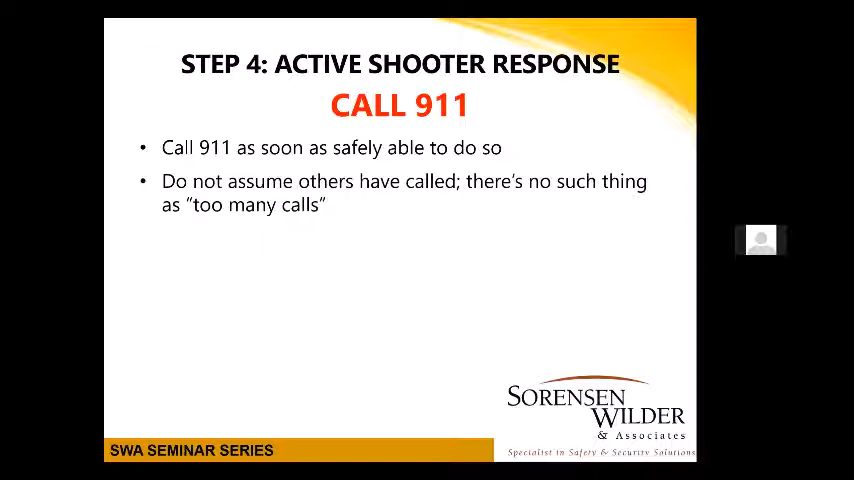 STEP 4: ACTIVE SHOOTER RESPONSE
CALL 911
• Call 911 as soon as safely able to do so
• Do not assume others have called; there’s no such thing
as “too many calls”
SORENSEN
WILDER
& Associates
Specialist in Safety & Security Solutions
SWA SEMINAR SERIES